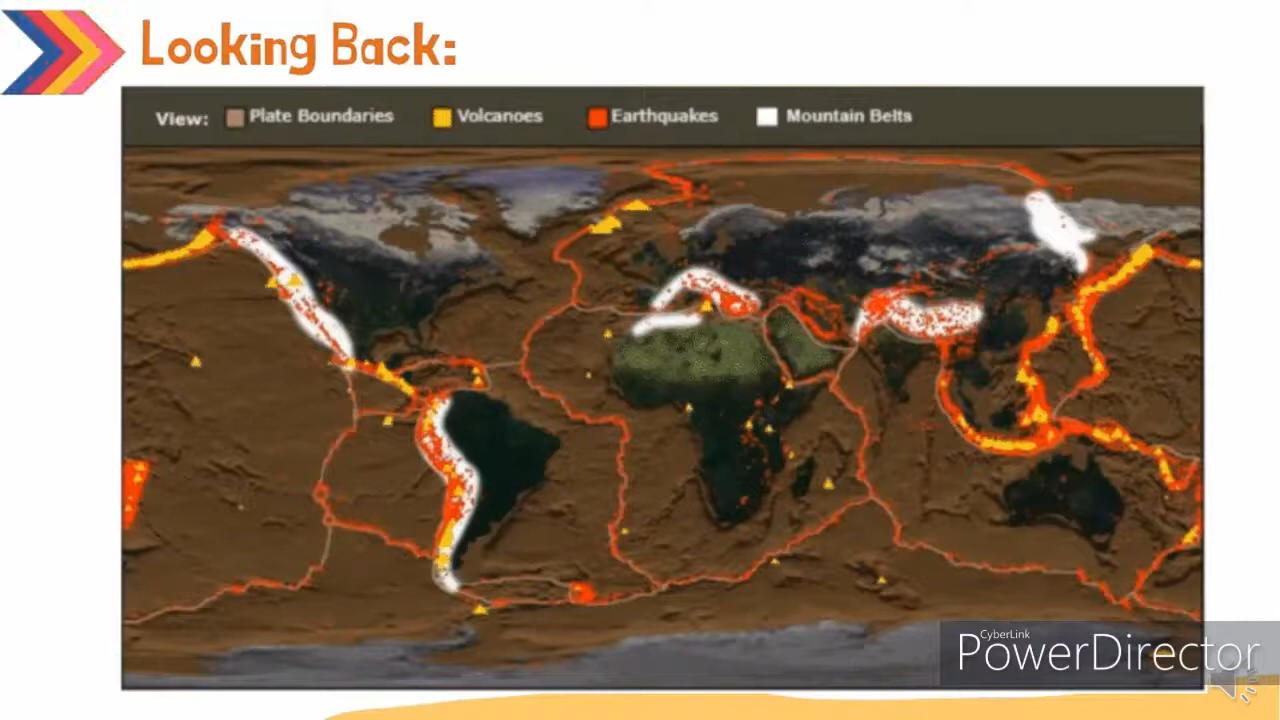 Looking Back:
View: Plate Boundaries Volcanoes Earthquakes Mountain Belts
CyberLink
PowerDirector